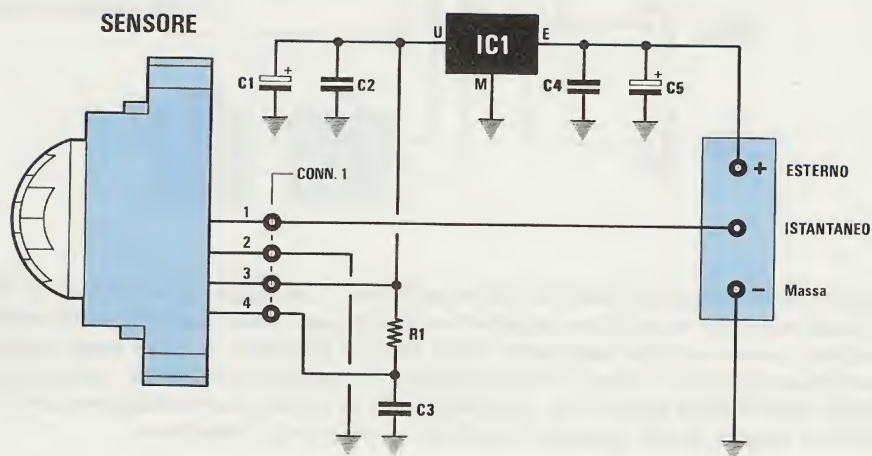 SENSORE
U
IC1
E
M
C1
+
C2
C4
+
C5
CONN. 1
1
2
3
4
R1
C3
+ ESTERNO
ISTANTANEO
− Massa